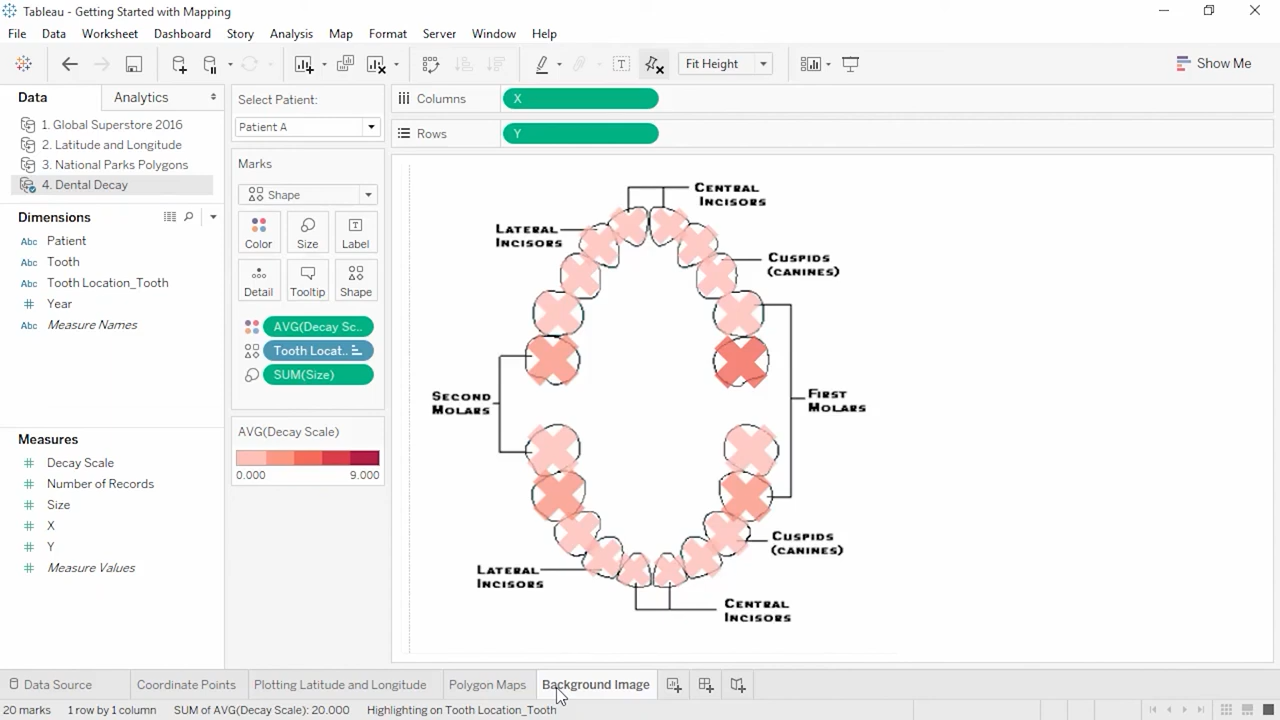 Tableau - Getting Started with Mapping
File Data Worksheet Dashboard Story Analysis Map Format Server Window Help
Fit Height
Show Me
Data Analytics
1. Global Superstore 2016
2. Latitude and Longitude
3. National Parks Polygons
4. Dental Decay
Dimensions
Abc Patient
Abc Tooth
Abc Tooth Location_Tooth
# Year
Abc Measure Names
Measures
# Decay Scale
# Number of Records
# Size
# X
# Y
# Measure Values
Select Patient:
Patient A
Marks
Shape
Color Size Label
Detail Tooltip Shape
AVG(Decay Sc..
Tooth Locat..
SUM(Size)
AVG(Decay Scale)
0.000 9.000
Columns X
Rows Y
CENTRAL
INCISORS
LATERAL
INCISORS
CUSPIDS
(CANINES)
SECOND
MOLARS
FIRST
MOLARS
CUSPIDS
(CANINES)
LATERAL
INCISORS
CENTRAL
INCISORS
Data Source Coordinate Points Plotting Latitude and Longitude Polygon Maps Background Image
20 marks 1 row by 1 column SUM of AVG(Decay Scale): 20.000 Highlighting on Tooth Location_Tooth